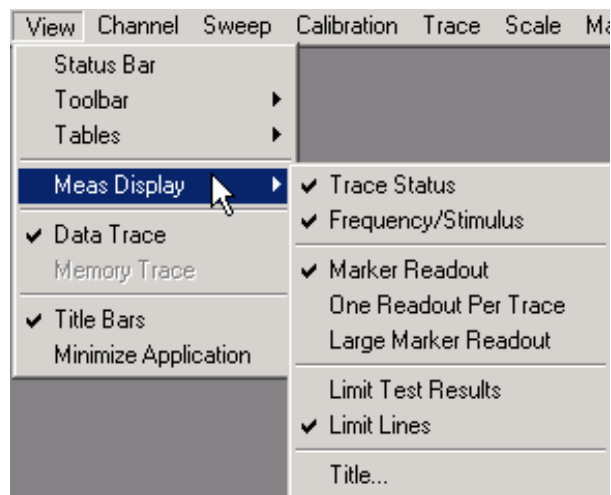 View Channel Sweep Calibration Trace Scale Ma
Status Bar
Toolbar
Tables
Meas Display
Data Trace
Memory Trace
Title Bars
Minimize Application
Trace Status
Frequency/Stimulus
Marker Readout
One Readout Per Trace
Large Marker Readout
Limit Test Results
Limit Lines
Title...